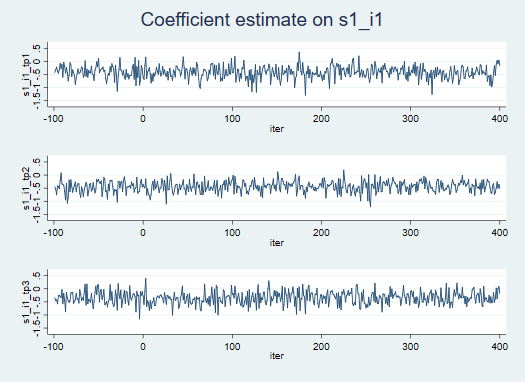 Coefficient estimate on s1_i1
s1_i1_tp1
-1.5 -1 -.5 0 .5
-100 0 100 200 300 400
iter
s1_i1_tp2
-1.5 -1 -.5 0 .5
-100 0 100 200 300 400
iter
s1_i1_tp3
-1.5 -1 -.5 0 .5
-100 0 100 200 300 400
iter